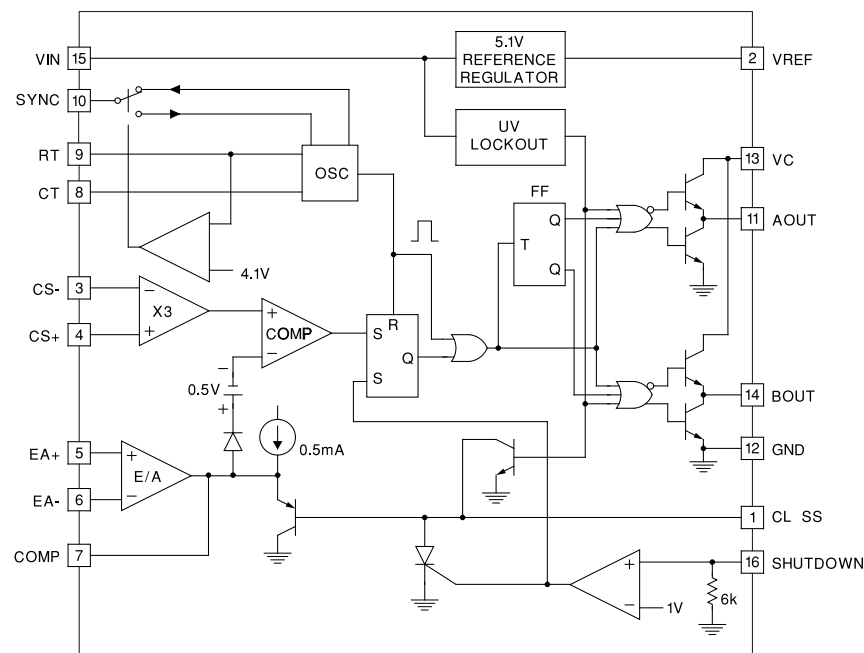 VIN 15
5.1V
REFERENCE
REGULATOR
2 VREF
SYNC 10
UV
LOCKOUT
RT 9
OSC
13 VC
CT 8
FF
Q
T
Q
11 AOUT
4.1V
CS- 3
−
X3
+
CS+ 4
+
COMP
−
R
S
Q
S
−
0.5V
+
14 BOUT
0.5mA
EA+ 5
+
E/A
−
EA- 6
12 GND
1 CL SS
COMP 7
16 SHUTDOWN
+
−
1V
6k